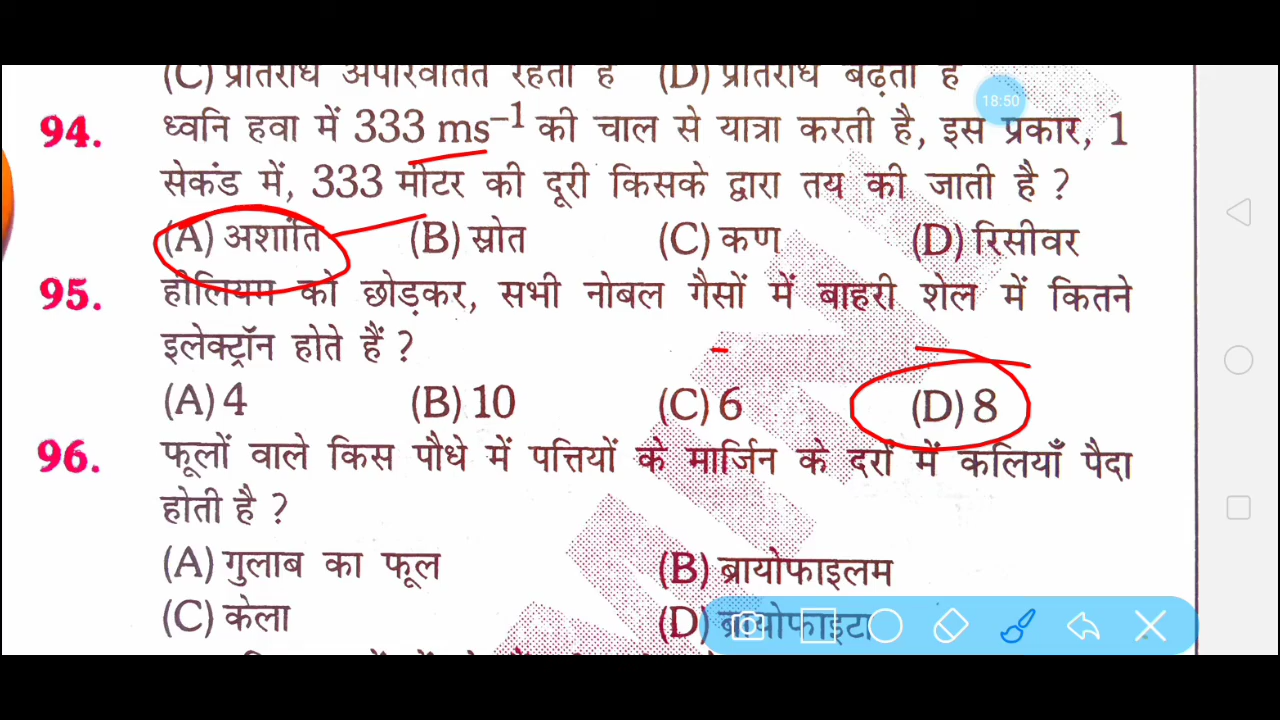 (C) प्रतिरोध अपरिवर्तित रहता है (D) प्रतिरोध बढ़ता है
18:50
94. ध्वनि हवा में 333 ms⁻¹ की चाल से यात्रा करती है, इस प्रकार, 1
सेकंड में, 333 मीटर की दूरी किसके द्वारा तय की जाती है ?
(A) अशांति (B) स्रोत (C) कण (D) रिसीवर
95. हीलियम को छोड़कर, सभी नोबल गैसों में बाहरी शेल में कितने
इलेक्ट्रॉन होते हैं ?
(A) 4 (B) 10 (C) 6 (D) 8
96. फूलों वाले किस पौधे में पत्तियों के मार्जिन के दरों में कलियाँ पैदा
होती है ?
(A) गुलाब का फूल (B) ब्रायोफाइलम
(C) केला (D) ब्रायोफाइटा